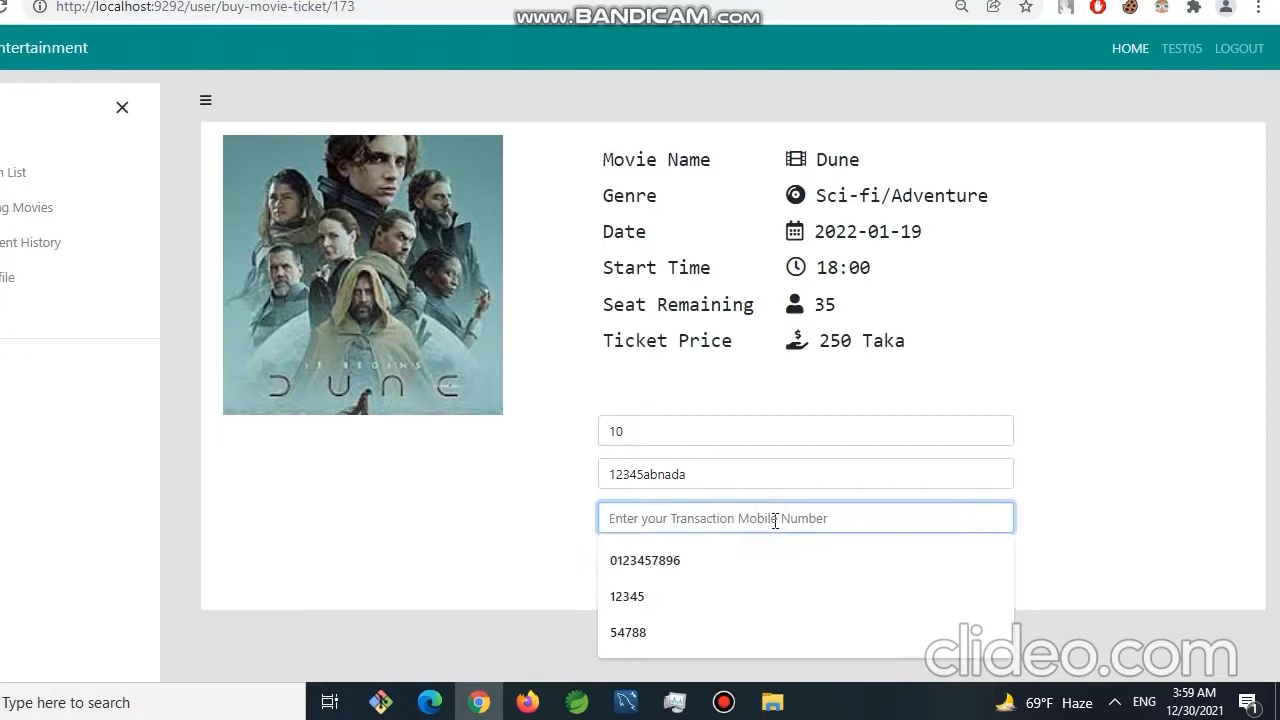 localhost:9292/user/buy-movie-ticket/173
www.BANDICAM.com
ntertainment
HOME TEST05 LOGOUT
n List
g Movies
ent History
file
IT BEGINS
DUNE
Movie Name Dune
Genre Sci-fi/Adventure
Date 2022-01-19
Start Time 18:00
Seat Remaining 35
Ticket Price 250 Taka
10
12345abnada
Enter your Transaction Mobile Number
0123457896
12345
54788
clideo.com
Type here to search
69°F Haze
ENG
3:59 AM
12/30/2021
1